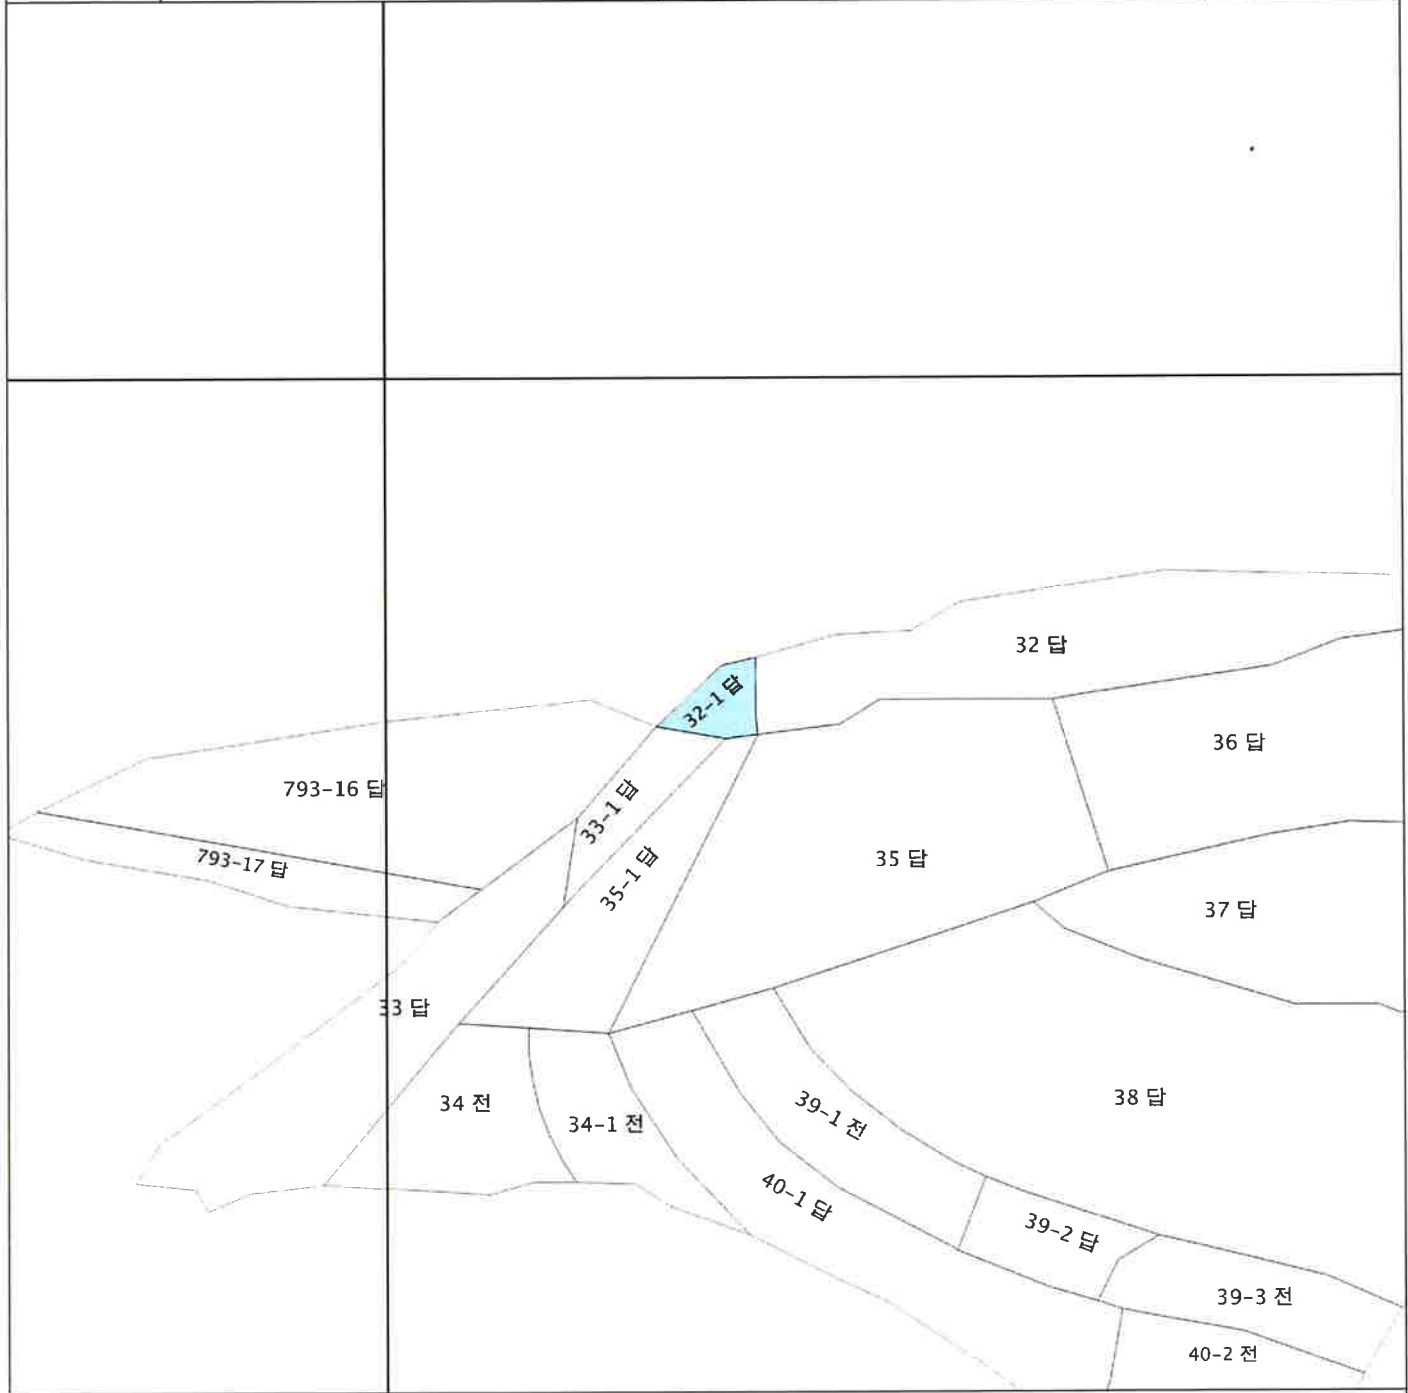 32 답
32-1 답
36 답
793-16 답
33-1 답
793-17 답
35-1 답
35 답
37 답
33 답
34 전
34-1 전
39-1 전
38 답
40-1 답
39-2 답
39-3 전
40-2 전